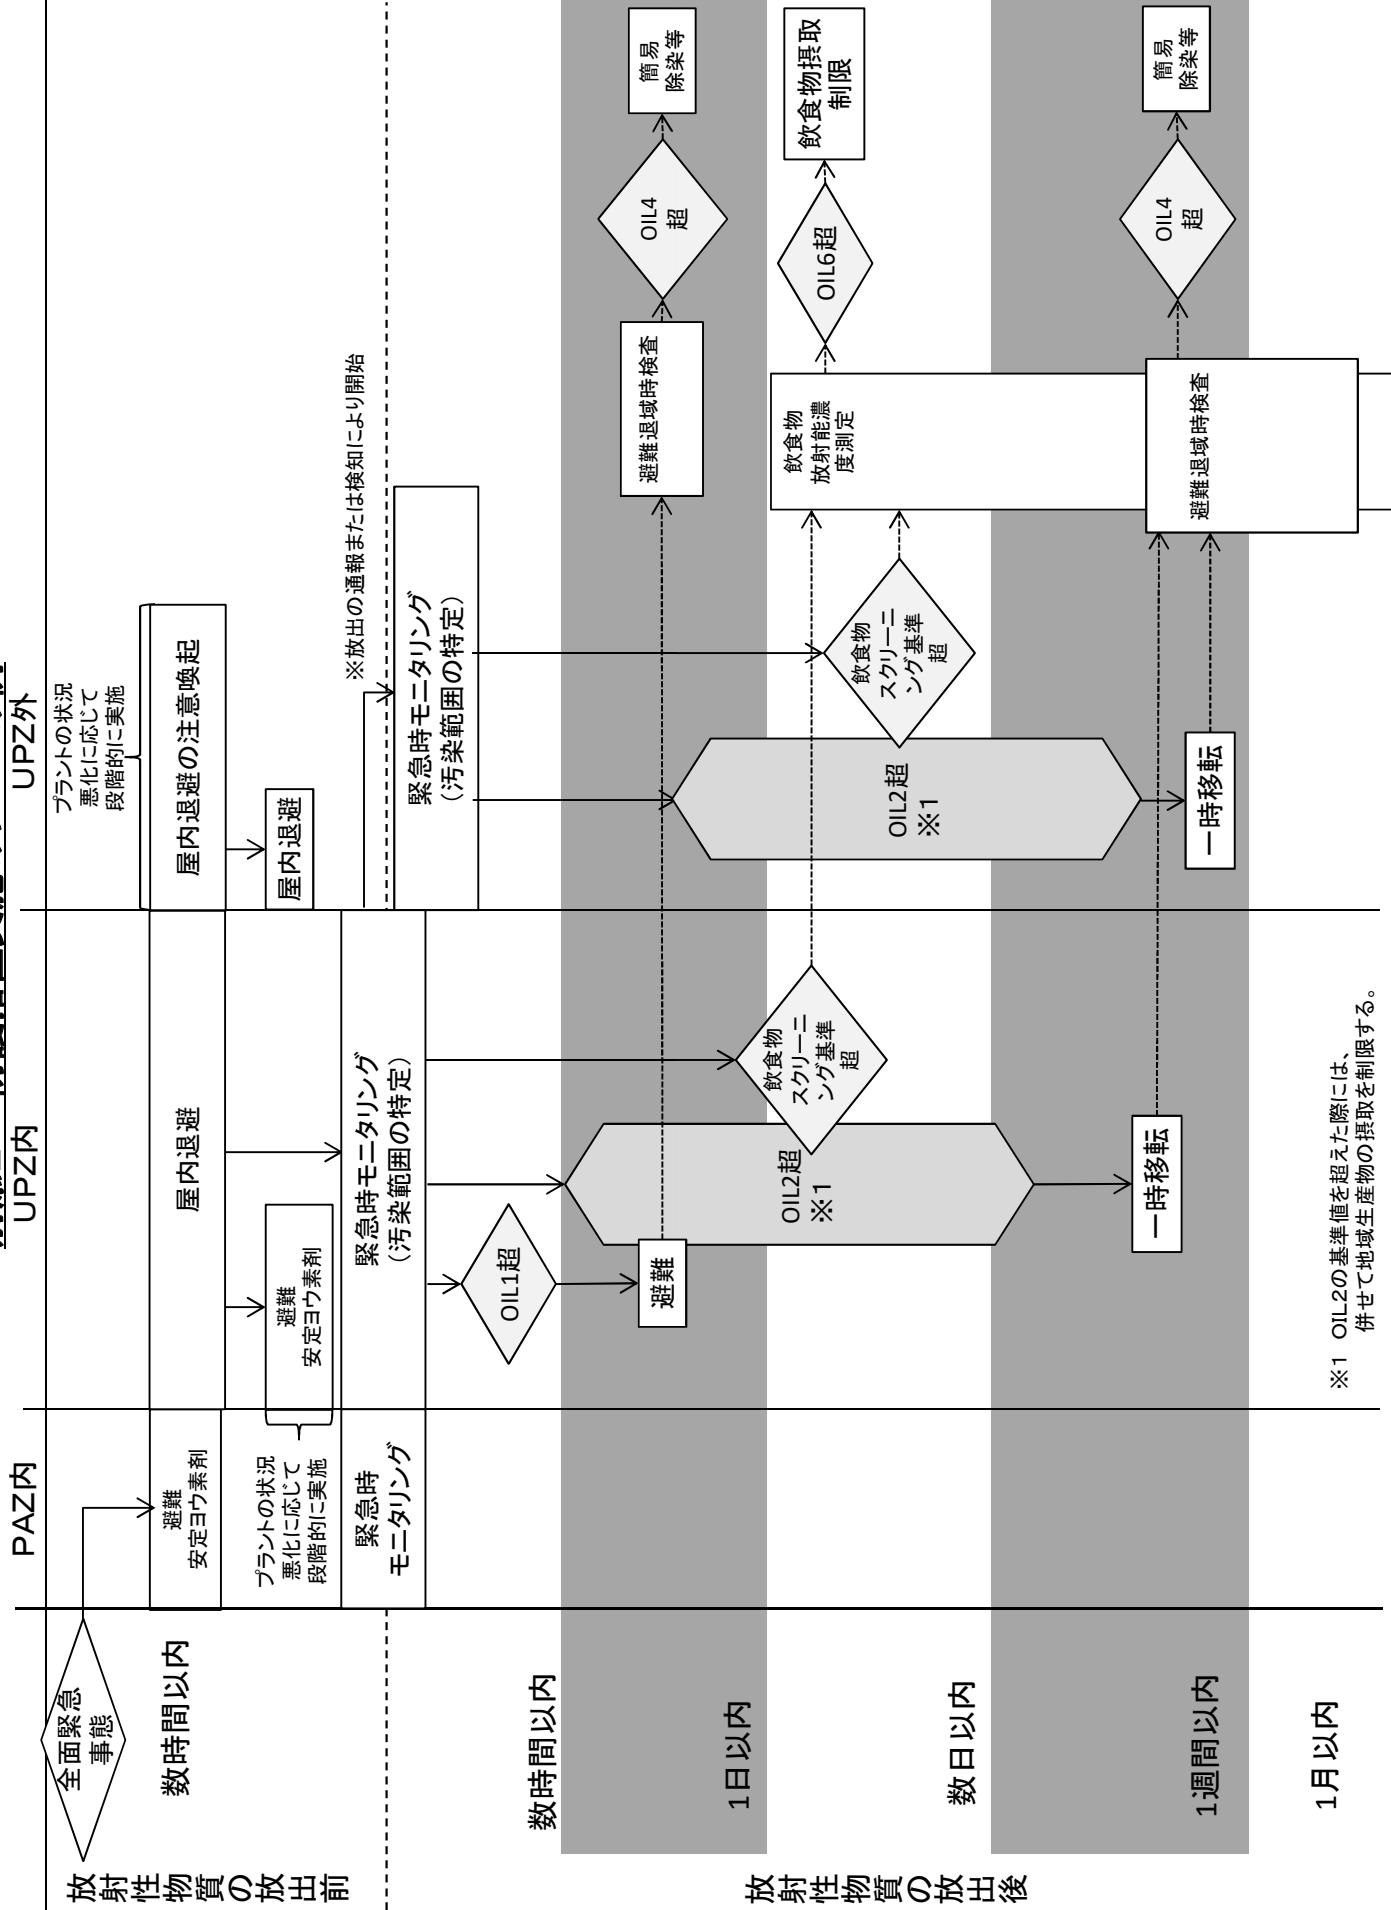 PAZ内
UPZ内
UPZ外
全面緊急
事態
放射性物質の放出前
数時間以内
避難
安定ヨウ素剤
屋内退避
屋内退避の注意喚起
プラントの状況
悪化に応じて
段階的に実施
プラントの状況
悪化に応じて
段階的に実施
避難
安定ヨウ素剤
屋内退避
※放出の通報または検知により開始
緊急時
モニタリング
緊急時モニタリング
（汚染範囲の特定）
緊急時モニタリング
（汚染範囲の特定）
放射性物質の放出後
数時間以内
OIL1超
1日以内
避難
避難退域時検査
OIL4
超
簡易
除染等
数日以内
OIL2超
※1
飲食物
スクリーニ
ング基準
超
OIL2超
※1
飲食物
スクリーニ
ング基準
超
飲食物
放射能濃
度測定
OIL6超
飲食物摂取
制限
1週間以内
一時移転
一時移転
避難退域時検査
OIL4
超
簡易
除染等
1月以内
※1　OIL2の基準値を超えた際には、
併せて地域生産物の摂取を制限する。